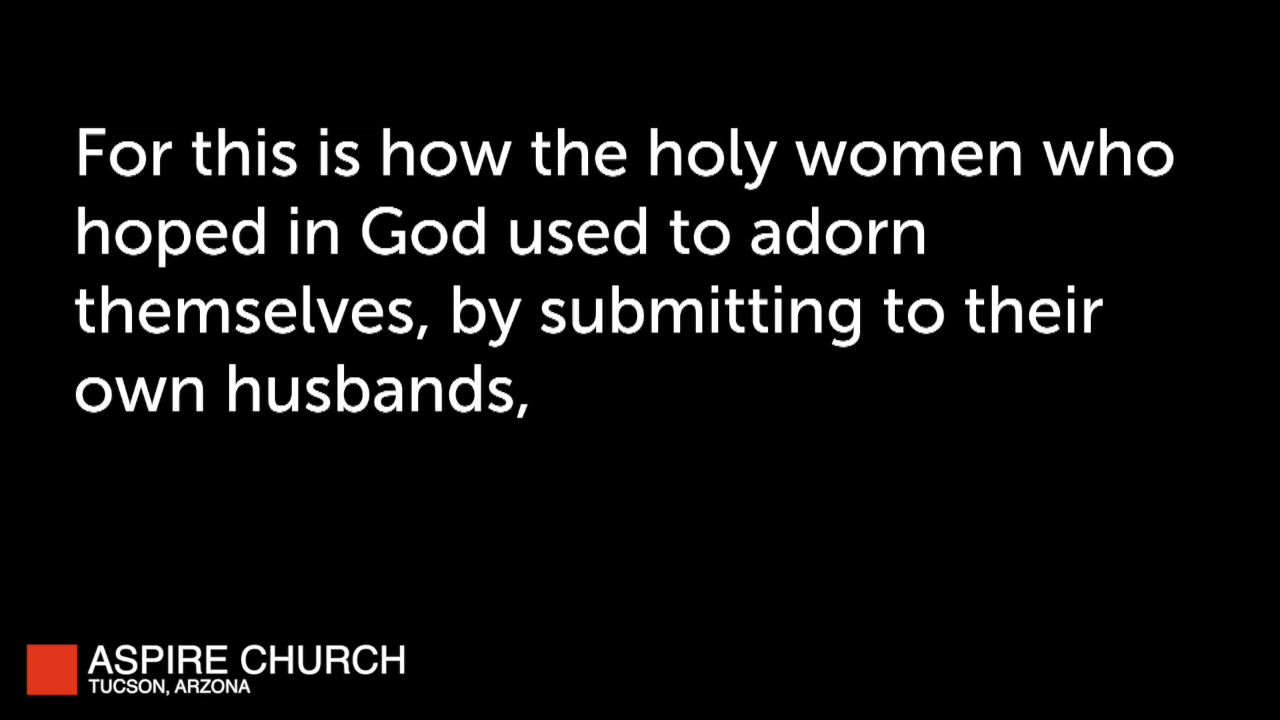 For this is how the holy women who
hoped in God used to adorn
themselves, by submitting to their
own husbands,
ASPIRE CHURCH
TUCSON, ARZONA